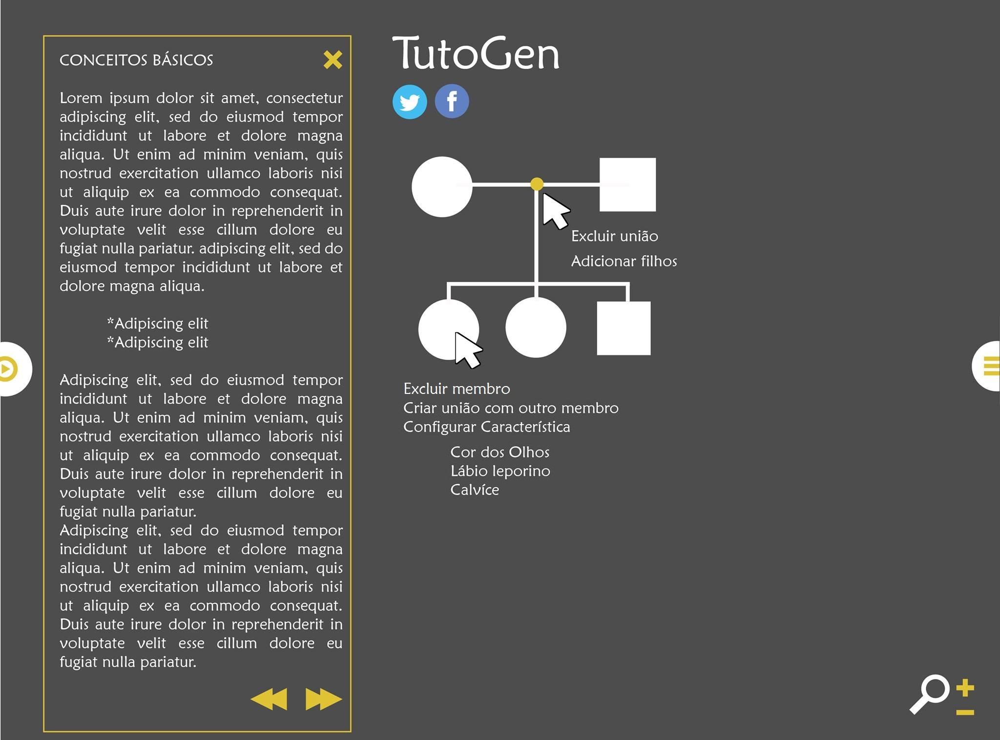 CONCEITOS BÁSICOS
Lorem ipsum dolor sit amet, consectetur
adipiscing elit, sed do eiusmod tempor
incididunt ut labore et dolore magna
aliqua. Ut enim ad minim veniam, quis
nostrud exercitation ullamco laboris nisi
ut aliquip ex ea commodo consequat.
Duis aute irure dolor in reprehenderit in
voluptate velit esse cillum dolore eu
fugiat nulla pariatur. adipiscing elit, sed do
eiusmod tempor incididunt ut labore et
dolore magna aliqua.
*Adipiscing elit
*Adipiscing elit
Adipiscing elit, sed do eiusmod tempor
incididunt ut labore et dolore magna
aliqua. Ut enim ad minim veniam, quis
nostrud exercitation ullamco laboris nisi
ut aliquip ex ea commodo consequat.
Duis aute irure dolor in reprehenderit in
voluptate velit esse cillum dolore eu
fugiat nulla pariatur.
Adipiscing elit, sed do eiusmod tempor
incididunt ut labore et dolore magna
aliqua. Ut enim ad minim veniam, quis
nostrud exercitation ullamco laboris nisi
ut aliquip ex ea commodo consequat.
Duis aute irure dolor in reprehenderit in
voluptate velit esse cillum dolore eu
fugiat nulla pariatur.
TutoGen
Excluir união
Adicionar filhos
Excluir membro
Criar união com outro membro
Configurar Característica
Cor dos Olhos
Lábio leporino
Calvíce